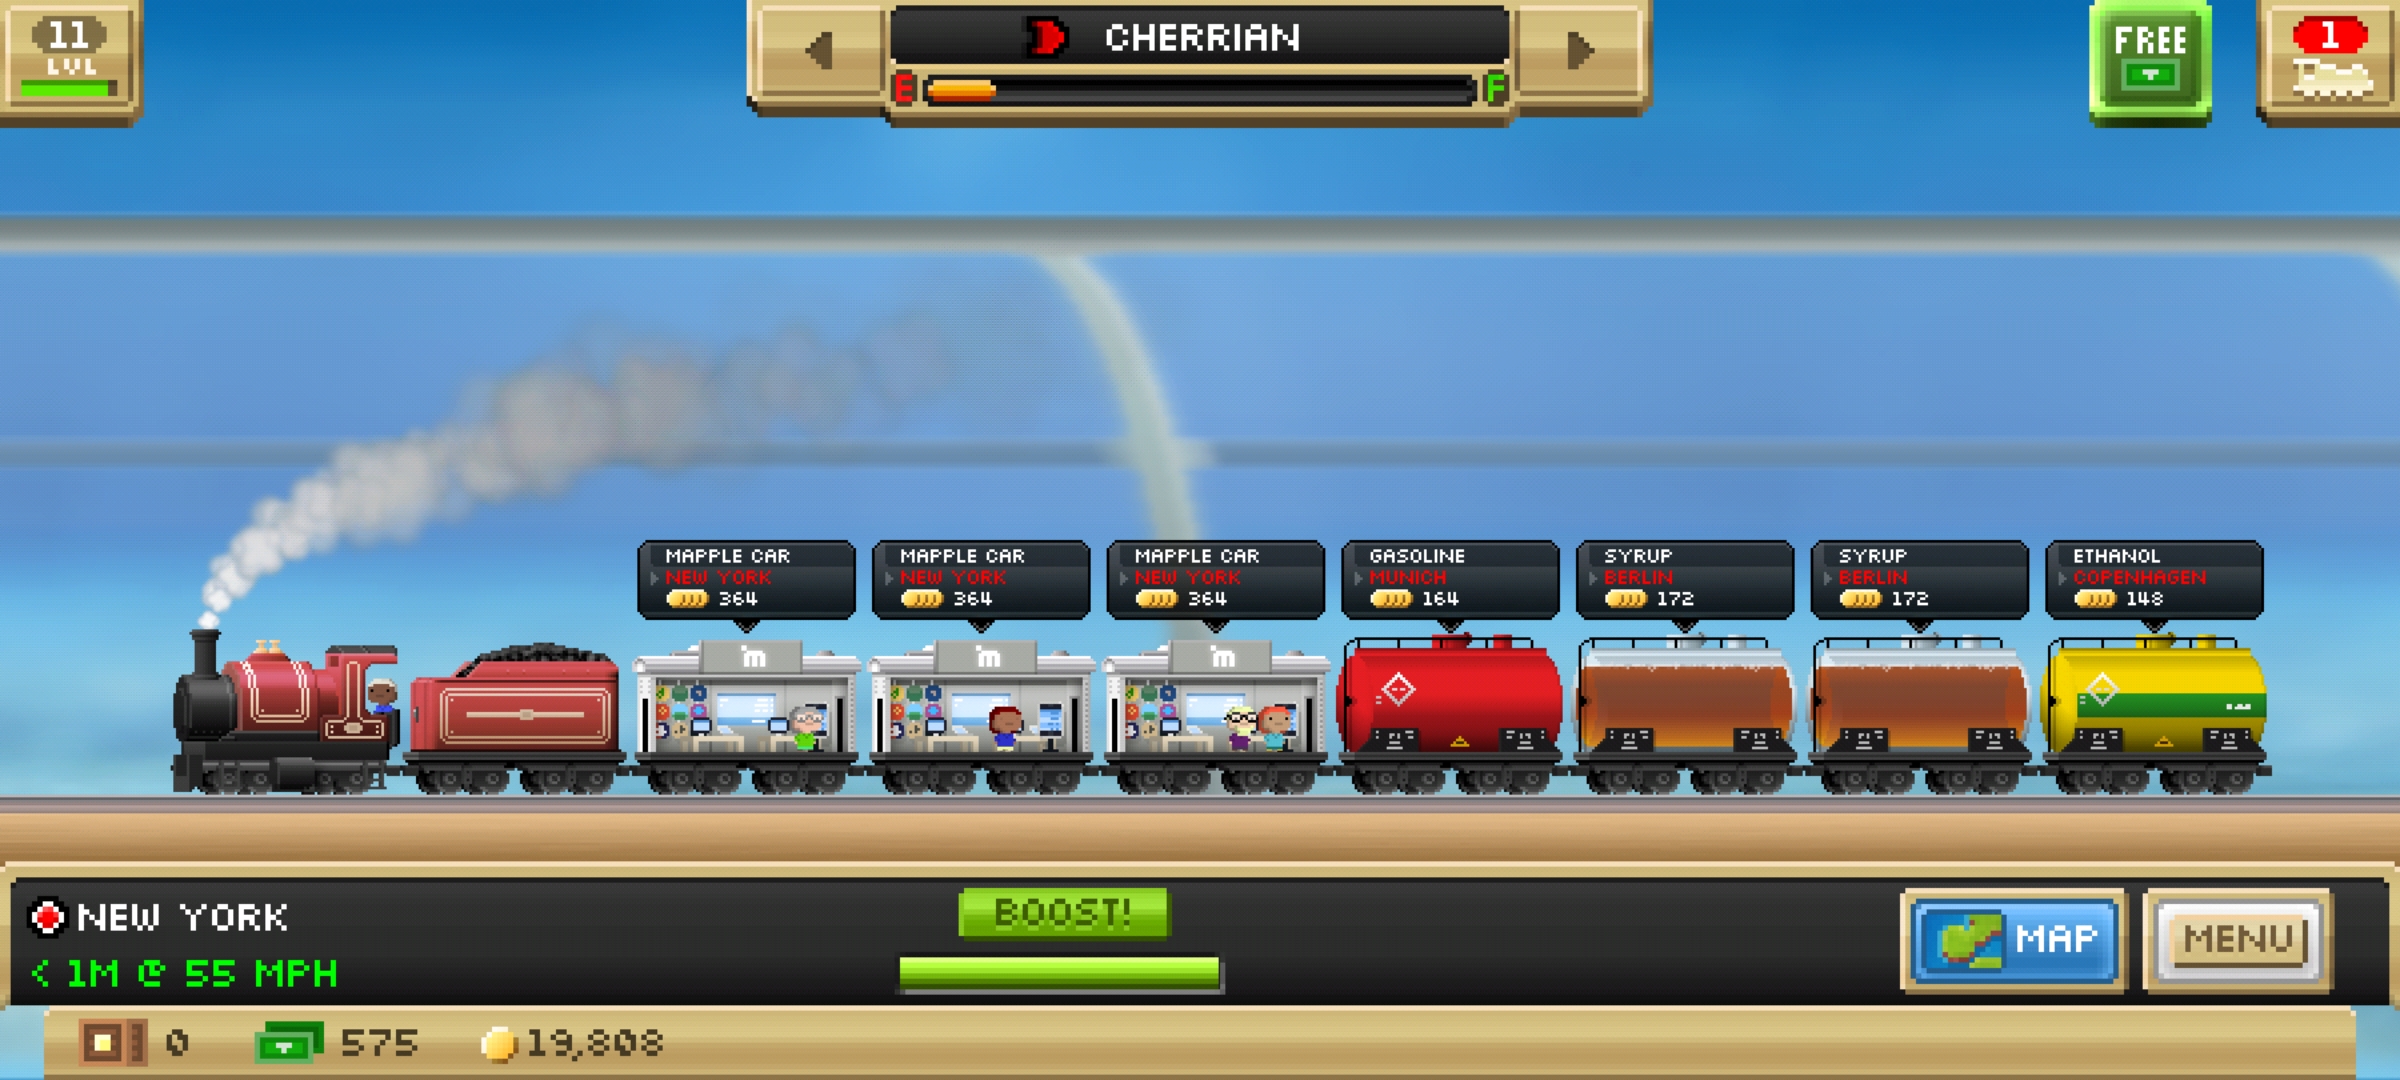 11
LVL
CHERRIAN
E F
FREE
1
MAPPLE CAR
NEW YORK
364
MAPPLE CAR
NEW YORK
364
MAPPLE CAR
NEW YORK
364
GASOLINE
MUNICH
164
SYRUP
BERLIN
172
SYRUP
BERLIN
172
ETHANOL
COPENHAGEN
148
m
m
m
NEW YORK
< 1M @ 55 MPH
BOOST!
MAP
MENU
0
575
19,808